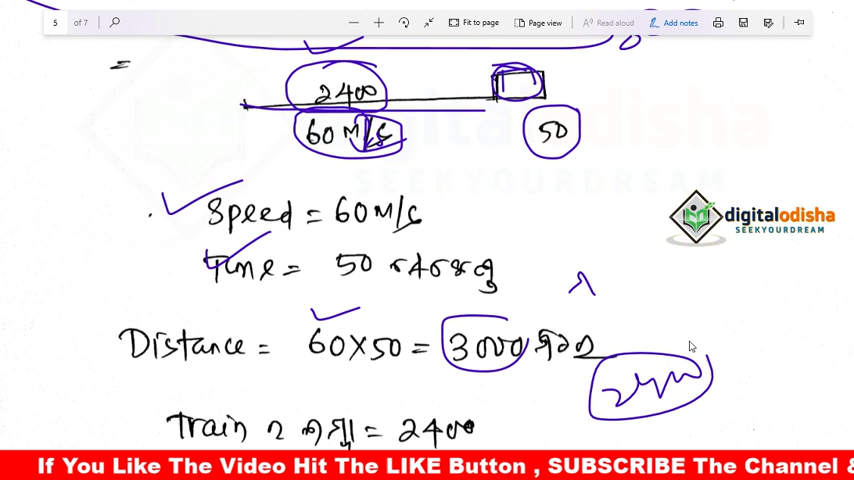 5 of 7 Fit to page Page view Read aloud Add notes
=
2400
60 M/S 50
Speed = 60 M/S
Time = 50
digitalodisha
SEEKYOURDREAM
Distance = 60 X 50 = 3000
2400
Train = 2400
If You Like The Video Hit The LIKE Button , SUBSCRIBE The Channel &